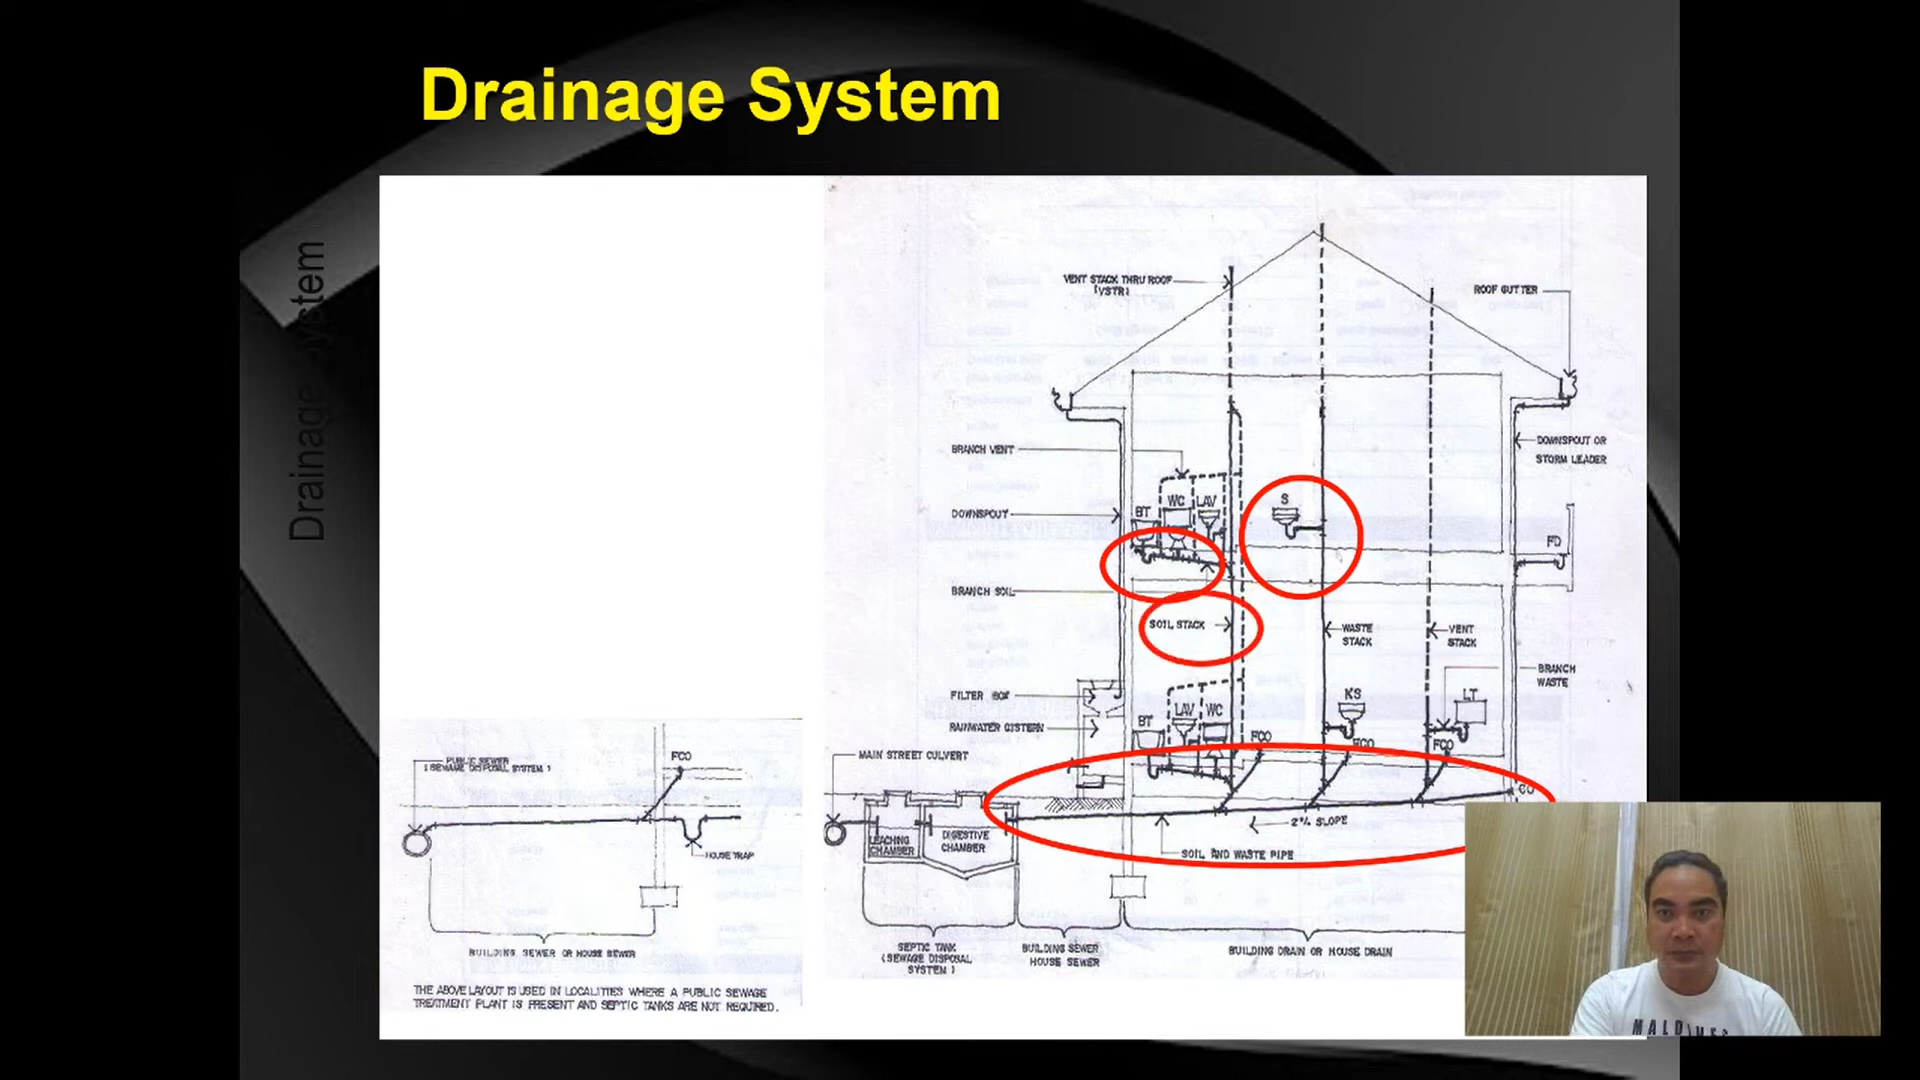 Drainage System
Drainage System
VENT STACK THRU ROOF
(VSTR)
ROOF GUTTER
DOWNSPOUT OR
STORM LEADER
BRANCH VENT
WC
LAV
S
BT
DOWNSPOUT
FD
BRANCH SOIL
SOIL STACK
WASTE
STACK
VENT
STACK
BRANCH
WASTE
FILTER BOX
KS
LT
LAV
WC
BT
RAINWATER CISTERN
FCO
FCO
FCO
MAIN STREET CULVERT
CO
2% SLOPE
LEACHING
CHAMBER
DIGESTIVE
CHAMBER
SOIL AND WASTE PIPE
SEPTIC TANK
(SEWAGE DISPOSAL
SYSTEM)
BUILDING SEWER
HOUSE SEWER
BUILDING DRAIN OR HOUSE DRAIN
FCO
PUBLIC SEWER
(SEWAGE DISPOSAL SYSTEM)
HOUSE TRAP
BUILDING SEWER OR HOUSE SEWER
THE ABOVE LAYOUT IS USED IN LOCALITIES WHERE A PUBLIC SEWAGE
TREATMENT PLANT IS PRESENT AND SEPTIC TANKS ARE NOT REQUIRED.
MALDIVES